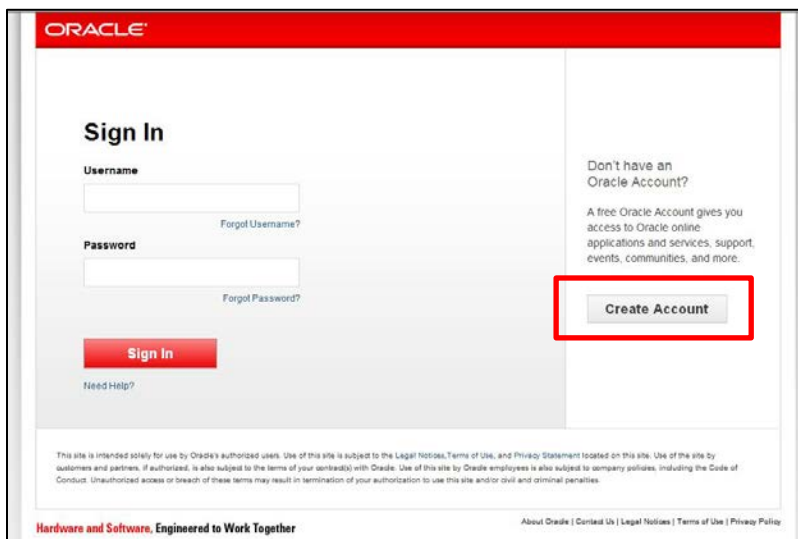 ORACLE
Sign In
Username
Forgot Username?
Password
Forgot Password?
Sign In
Need Help?
Don't have an
Oracle Account?
A free Oracle Account gives you
access to Oracle online
applications and services, support,
events, communities, and more.
Create Account
This site is intended solely for use by Oracle's authorized users. Use of this site is subject to the Legal Notices, Terms of Use, and Privacy Statement located on this site. Use of the site by
customers and partners, if authorized, is also subject to the terms of your contract(s) with Oracle. Use of this site by Oracle employees is also subject to company policies, including the Code of
Conduct. Unauthorized access or breach of these terms may result in termination of your authorization to use this site and/or civil and criminal penalties.
Hardware and Software, Engineered to Work Together
About Oracle | Contact Us | Legal Notices | Terms of Use | Privacy Policy